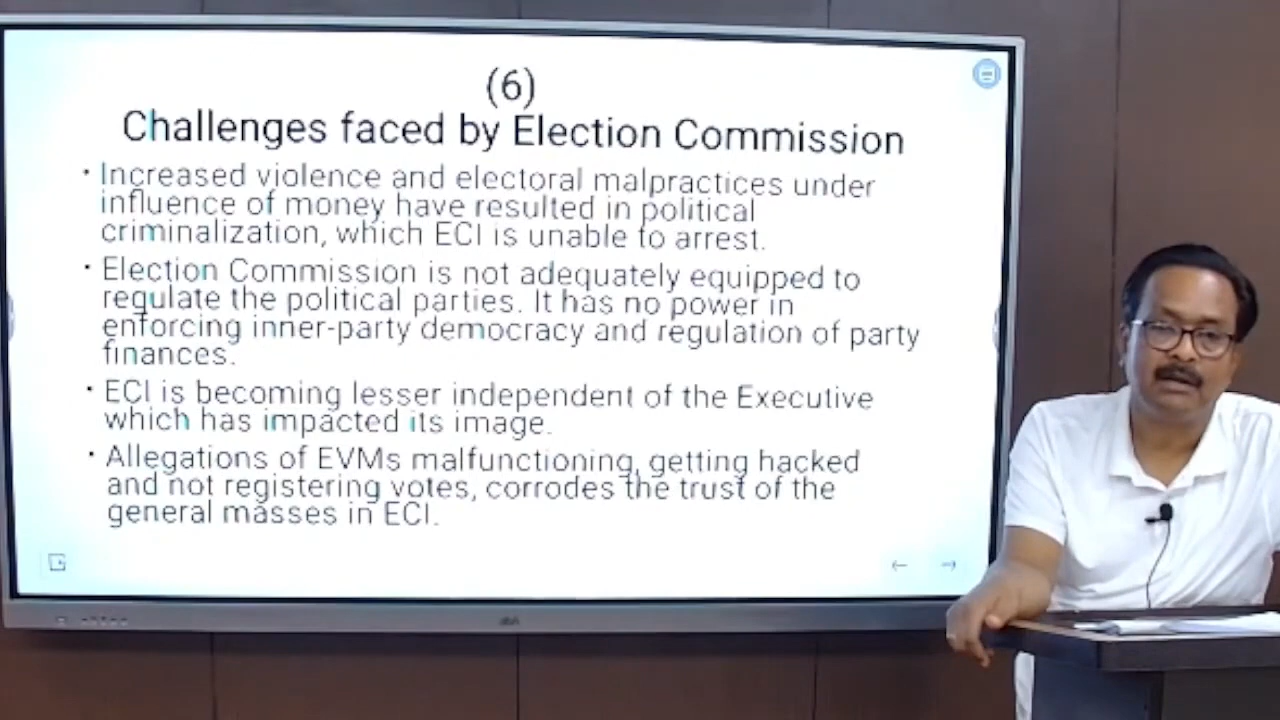 (6)
Challenges faced by Election Commission
• Increased violence and electoral malpractices under
influence of money have resulted in political
criminalization, which ECI is unable to arrest.
• Election Commission is not adequately equipped to
regulate the political parties. It has no power in
enforcing inner-party democracy and regulation of party
finances.
• ECI is becoming lesser independent of the Executive
which has impacted its image.
• Allegations of EVMs malfunctioning, getting hacked
and not registering votes, corrodes the trust of the
general masses in ECI.